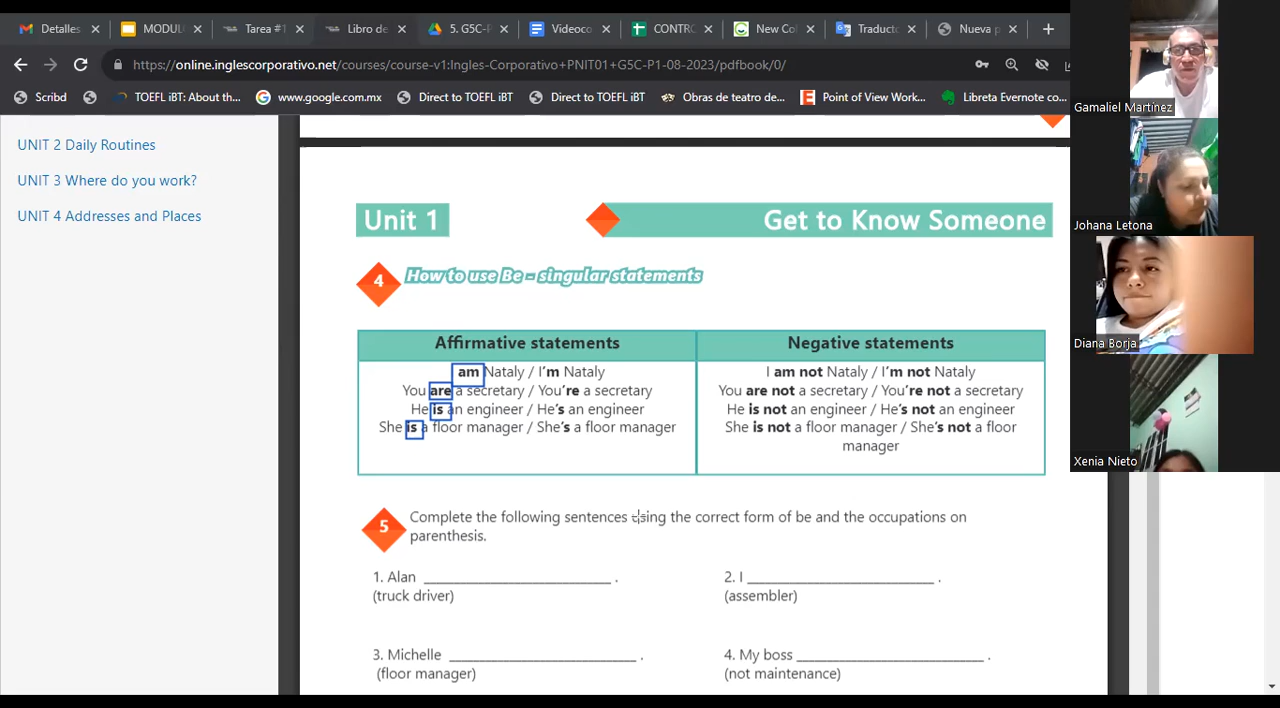 Detalles
MODUL
Tarea #1
Libro de
5. G5C-
Videoco
CONTRC
New Co
Traducto
Nueva p
https://online.inglescorporativo.net/courses/course-v1:Ingles-Corporativo+PNIT01+G5C-P1-08-2023/pdfbook/0/
Scribd
TOEFL iBT: About th...
www.google.com.mx
Direct to TOEFL iBT
Direct to TOEFL iBT
Obras de teatro de...
Point of View Work...
Libreta Evernote co...
UNIT 2 Daily Routines
UNIT 3 Where do you work?
UNIT 4 Addresses and Places
Unit 1
Get to Know Someone
4 How to use Be - singular statements
Affirmative statements
am Nataly / I'm Nataly
You are a secretary / You're a secretary
He is an engineer / He's an engineer
She is a floor manager / She's a floor manager
Negative statements
I am not Nataly / I'm not Nataly
You are not a secretary / You're not a secretary
He is not an engineer / He's not an engineer
She is not a floor manager / She's not a floor
manager
5 Complete the following sentences using the correct form of be and the occupations on
parenthesis.
1. Alan ______________________ .
(truck driver)
2. I ______________________ .
(assembler)
3. Michelle ______________________ .
(floor manager)
4. My boss ______________________ .
(not maintenance)
Gamaliel Martínez
Johana Letona
Diana Borja
Xenia Nieto